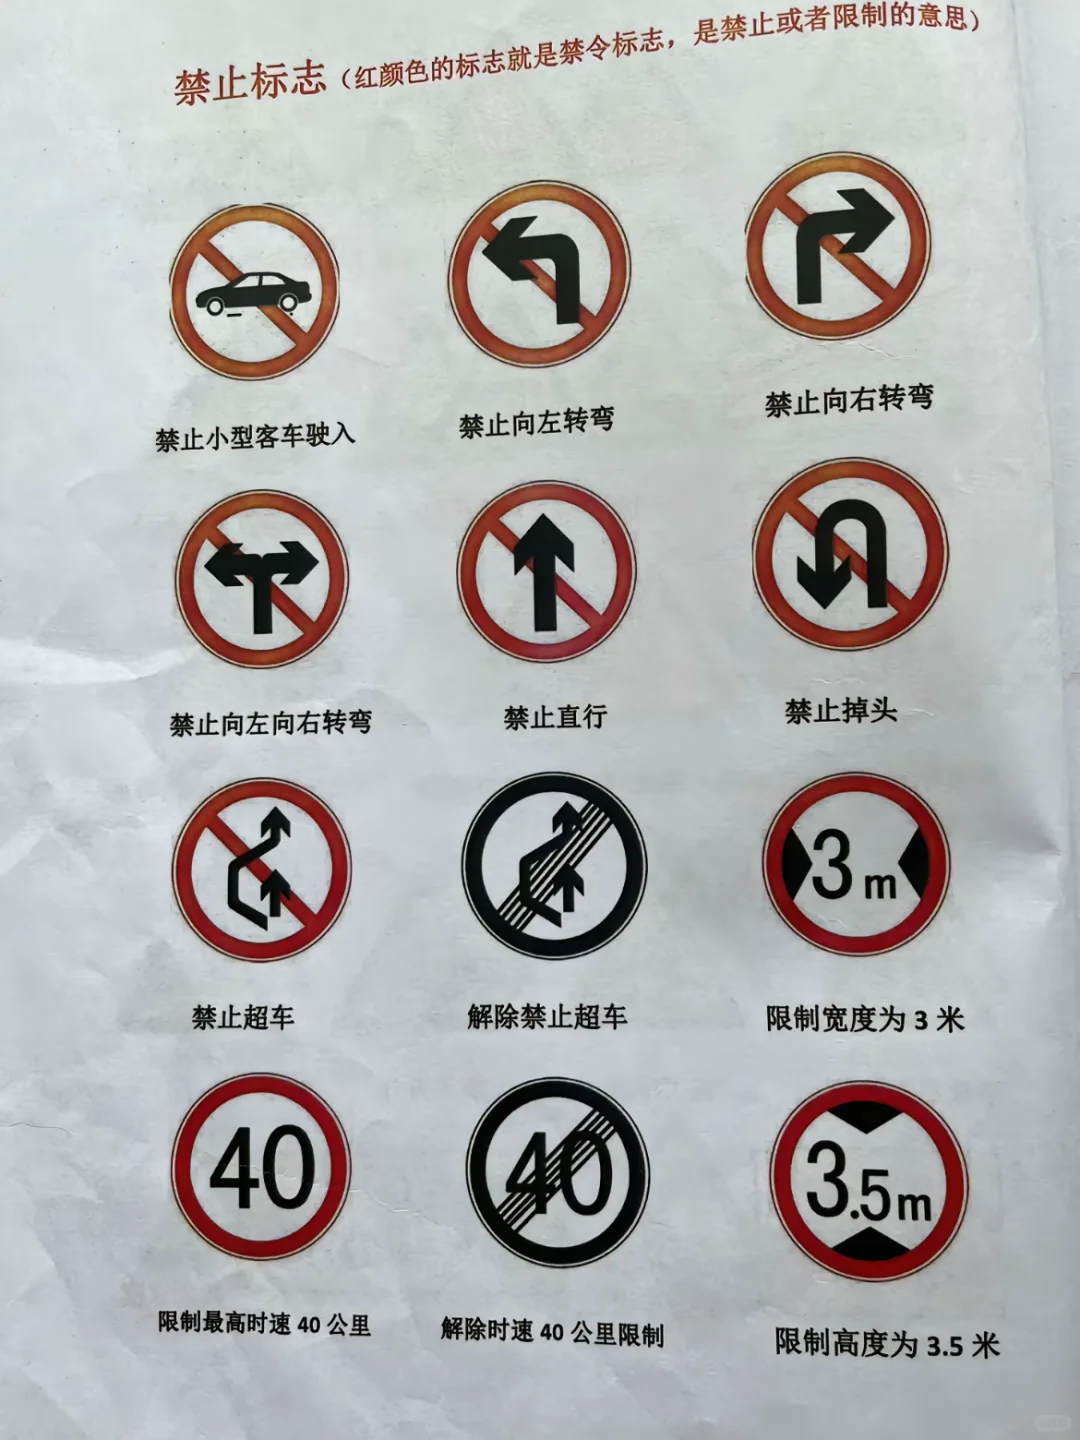 禁止标志（红颜色的标志就是禁令标志，是禁止或者限制的意思）
禁止小型客车驶入
禁止向左转弯
禁止向右转弯
禁止向左向右转弯
禁止直行
禁止掉头
3m
禁止超车
解除禁止超车
限制宽度为 3 米
40
40
3.5m
限制最高时速 40 公里
解除时速 40 公里限制
限制高度为 3.5 米